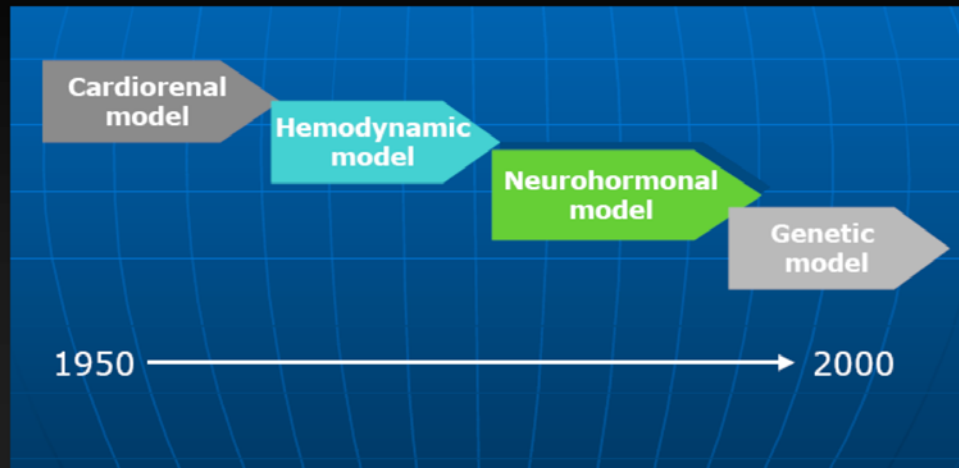 Cardiorenal
model
Hemodynamic
model
Neurohormonal
model
Genetic
model
1950
2000